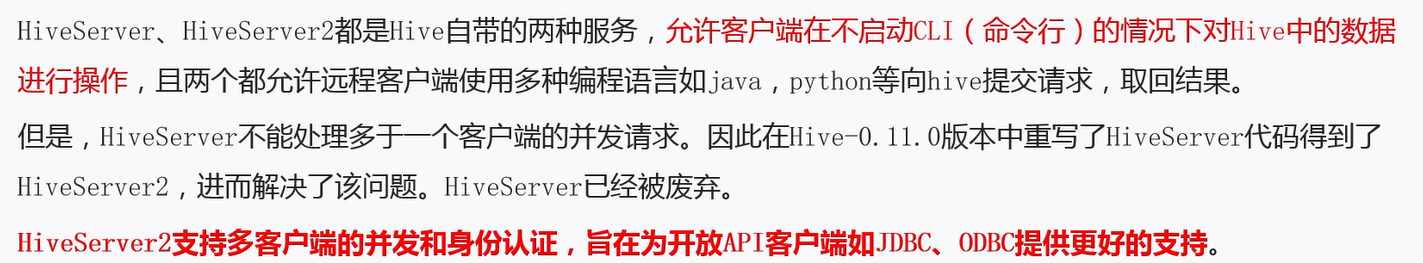 HiveServer、HiveServer2都是Hive自带的两种服务，允许客户端在不启动CLI（命令行）的情况下对Hive中的数据
进行操作，且两个都允许远程客户端使用多种编程语言如java，python等向hive提交请求，取回结果。
但是，HiveServer不能处理多于一个客户端的并发请求。因此在Hive-0.11.0版本中重写了HiveServer代码得到了
HiveServer2，进而解决了该问题。HiveServer已经被废弃。
HiveServer2支持多客户端的并发和身份认证，旨在为开放API客户端如JDBC、ODBC提供更好的支持。